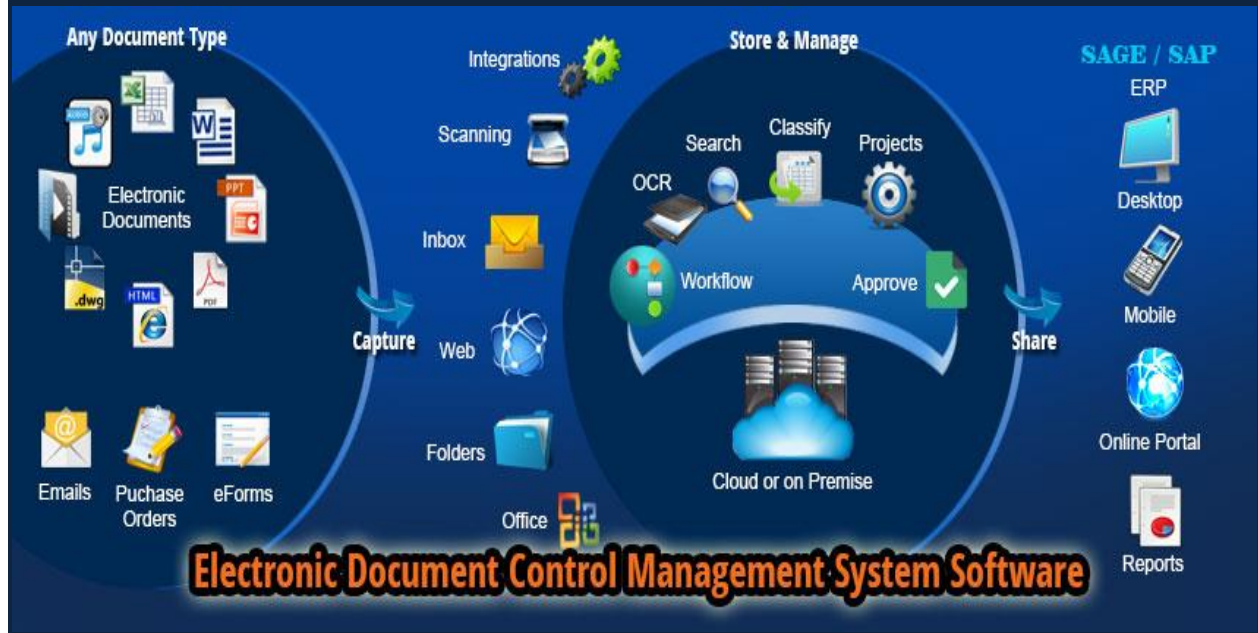 Any Document Type
Electronic
Documents
W
PPT
.dwg
HTML
PDF
Emails
Puchase
Orders
eForms
Capture
Integrations
Scanning
Inbox
Web
Folders
Office
Store & Manage
OCR
Search
Classify
Projects
Workflow
Approve
Cloud or on Premise
Share
SAGE / SAP
ERP
Desktop
Mobile
Online Portal
Reports
Electronic Document Control Management System Software